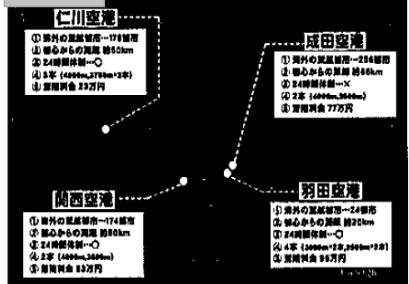 仁川空港
① 海外の就航都市…178都市
② 都心からの距離 約50km
③ 24時間体制…○
④ 3本 (4000m,3750m*2本)
⑤ 着陸料金 23万円
成田空港
① 海外の就航都市…256都市
② 都心からの距離 約65km
③ 24時間体制…×
④ 2本 (4000m,2500m)
⑤ 着陸料金 77万円
関西空港
① 海外の就航都市…174都市
② 都心からの距離 約50km
③ 24時間体制…○
④ 2本 (4000m,3500m)
⑤ 着陸料金 83万円
羽田空港
① 海外の就航都市…24都市
② 都心からの距離 約20km
③ 24時間体制…○
④ 4本
⑤ 着陸料金